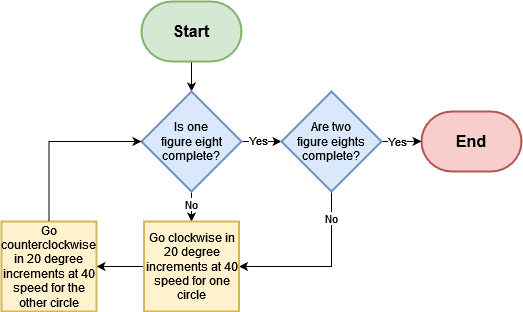 Start
Is one
figure eight
complete?
Yes
Are two
figure eights
complete?
Yes
End
No
No
Go
counterclockwise
in 20 degree
increments at 40
speed for the
other circle
Go clockwise in
20 degree
increments at 40
speed for one
circle